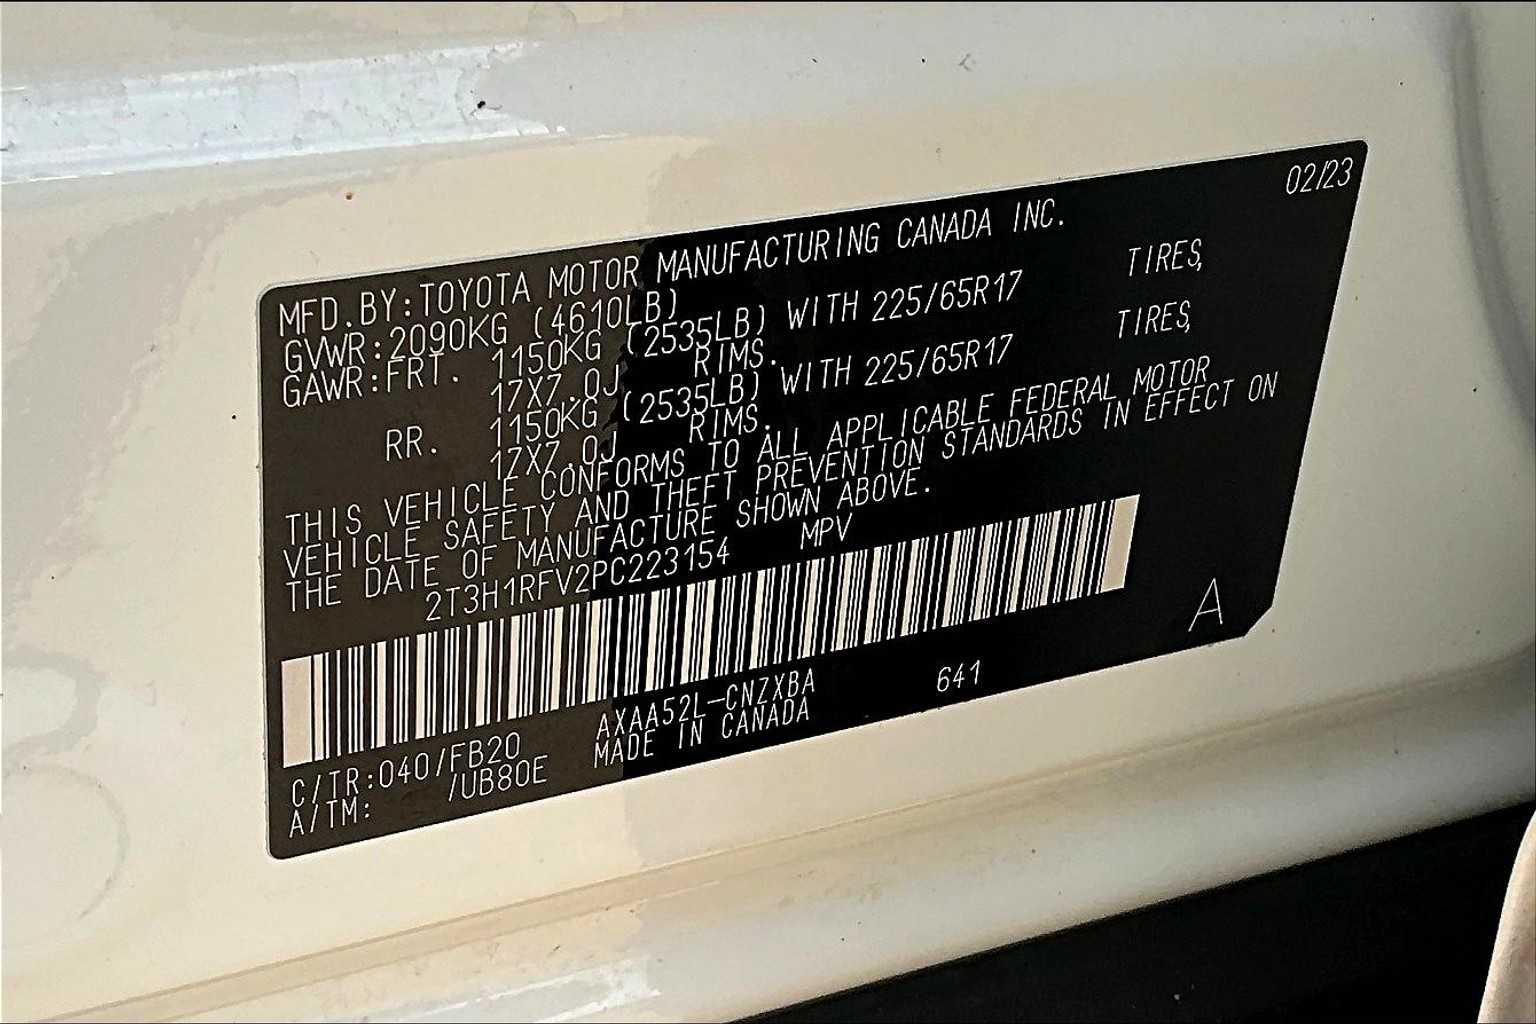 02/23
MFD.BY:TOYOTA MOTOR MANUFACTURING CANADA INC.
GVWR:2090KG (4610LB)
GAWR:FRT. 1150KG (2535LB) WITH 225/65R17 TIRES,
17X7.0J RIMS.
RR. 1150KG (2535LB) WITH 225/65R17 TIRES,
17X7.0J RIMS.
THIS VEHICLE CONFORMS TO ALL APPLICABLE FEDERAL MOTOR
VEHICLE SAFETY AND THEFT PREVENTION STANDARDS IN EFFECT ON
THE DATE OF MANUFACTURE SHOWN ABOVE.
2T3H1RFV2PC223154 MPV
A
C/TR:040/FB20 AXAA52L-CNZXBA 641
A/TM: /UB80E MADE IN CANADA